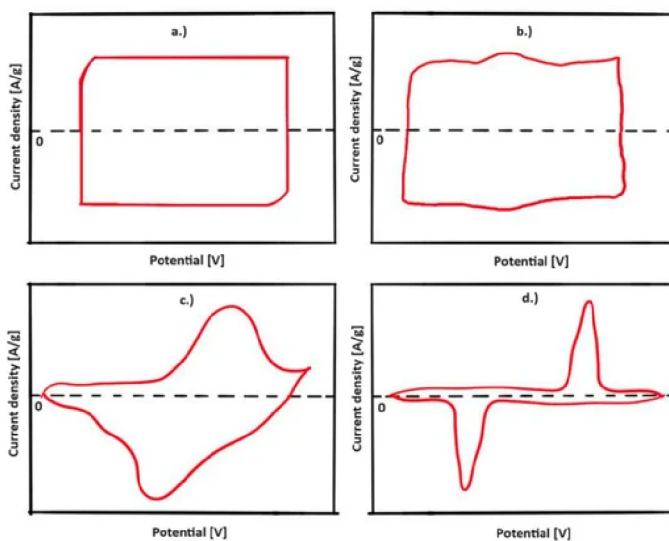 a.)
Current density [A/g]
0
Potential [V]
b.)
Current density [A/g]
0
Potential [V]
c.)
Current density [A/g]
0
Potential [V]
d.)
Current density [A/g]
0
Potential [V]